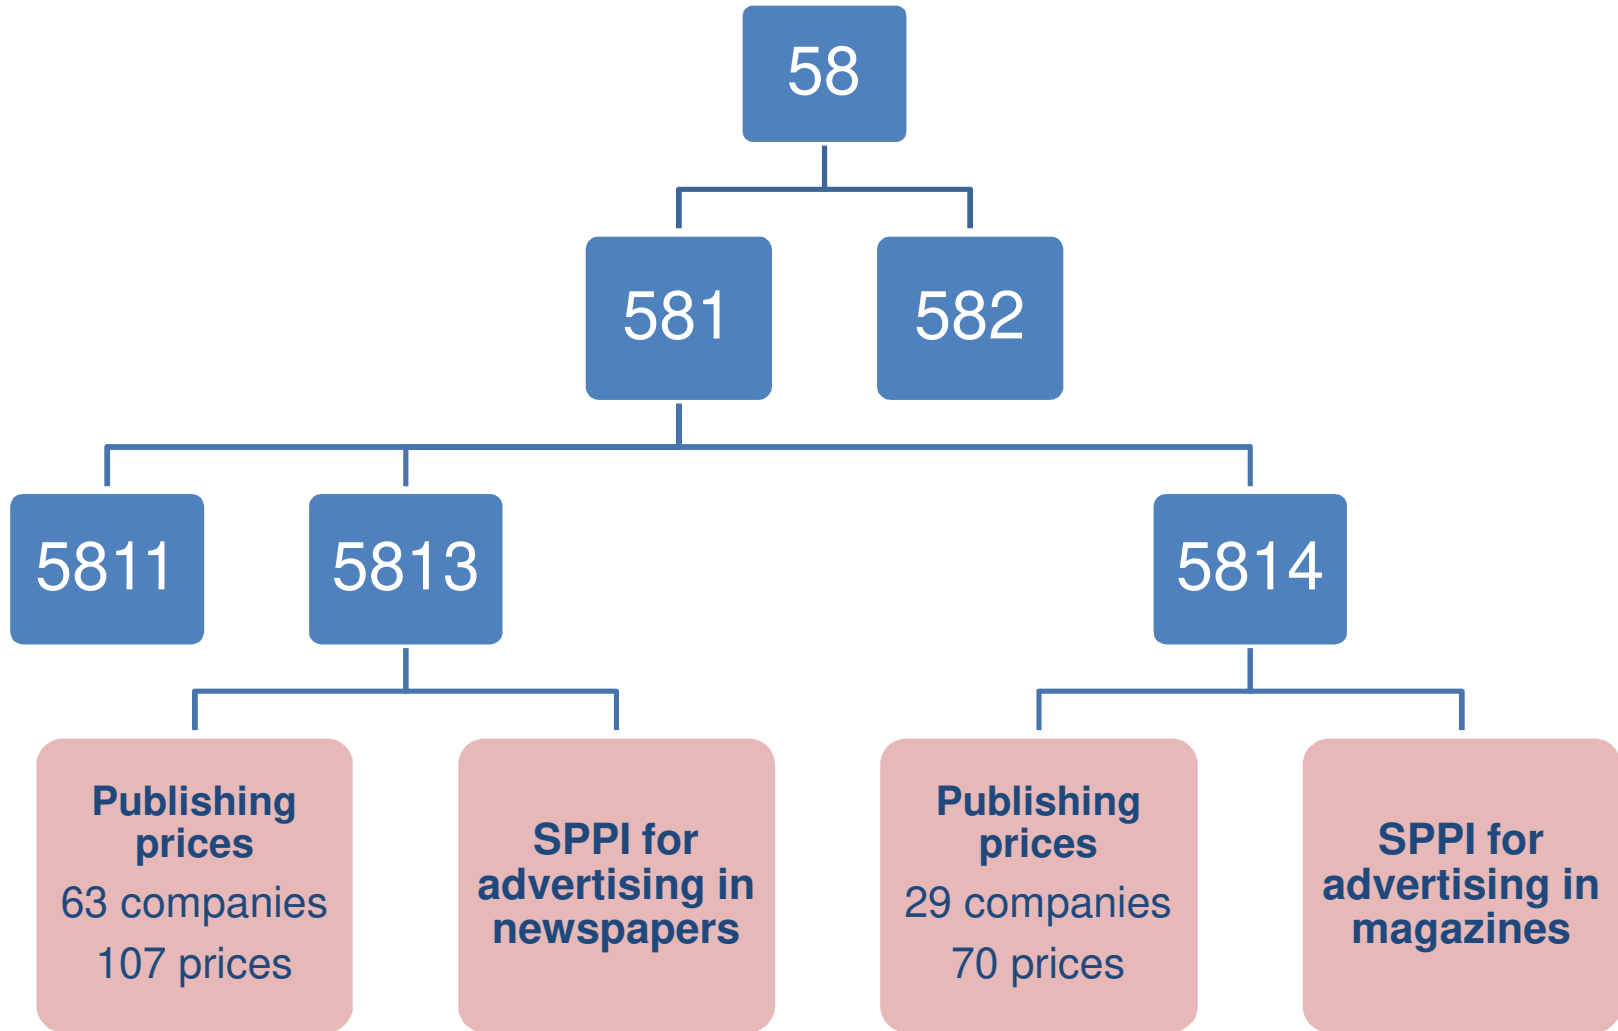 58
581
582
5811
5813
5814
Publishing
prices
63 companies
107 prices
SPPI for
advertising in
newspapers
Publishing
prices
29 companies
70 prices
SPPI for
advertising in
magazines